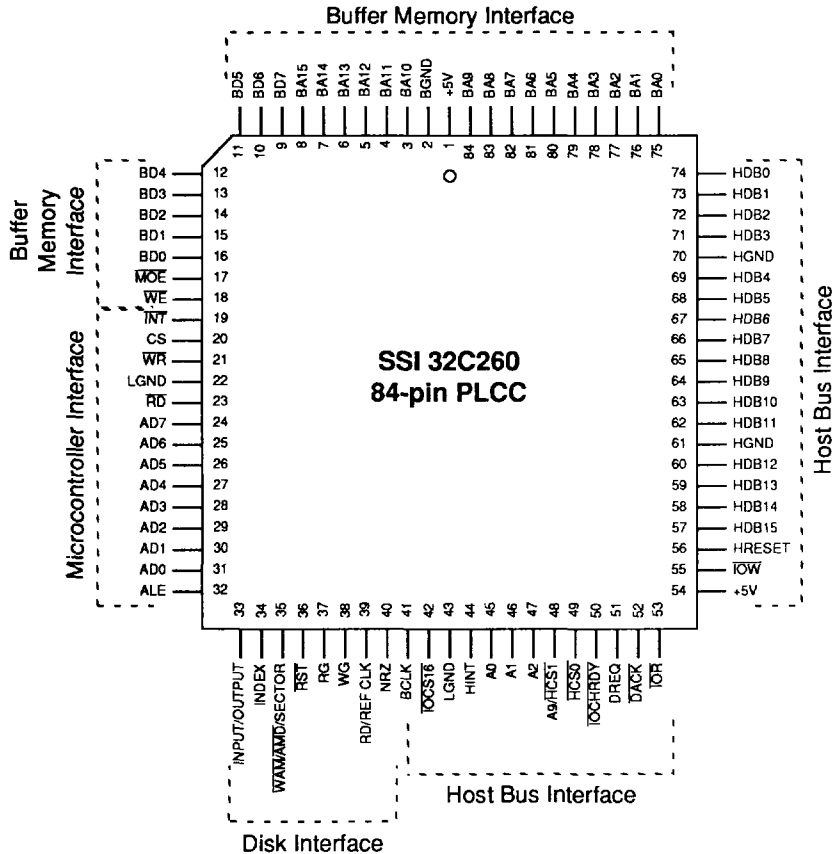 Buffer Memory Interface
BD5 BD6 BD7 BA15 BA14 BA13 BA12 BA11 BA10 BGND +5V BA9 BA8 BA7 BA6 BA5 BA4 BA3 BA2 BA1 BA0
11 10 9 8 7 6 5 4 3 2 1 84 83 82 81 80 79 78 77 76 75
Buffer Memory Interface
BD4 12
BD3 13
BD2 14
BD1 15
BD0 16
MOE 17
WE 18
Microcontroller Interface
INT 19
CS 20
WR 21
LGND 22
RD 23
AD7 24
AD6 25
AD5 26
AD4 27
AD3 28
AD2 29
AD1 30
AD0 31
ALE 32
SSI 32C260
84-pin PLCC
74 HDB0
73 HDB1
72 HDB2
71 HDB3
70 HGND
69 HDB4
68 HDB5
67 HDB6
66 HDB7
65 HDB8
64 HDB9
63 HDB10
62 HDB11
61 HGND
60 HDB12
59 HDB13
58 HDB14
57 HDB15
56 HRESET
55 IOW
54 +5V
Host Bus Interface
33 34 35 36 37 38 39 40 41 42 43 44 45 46 47 48 49 50 51 52 53
INPUT/OUTPUT INDEX WAM/AMD/SECTOR RST RG WG RD/REF CLK NRZ BCLK IOCS16 LGND HINT A0 A1 A2 A9/HCS1 HCS0 IOCHRDY DREQ DACK IOR
Host Bus Interface
Disk Interface